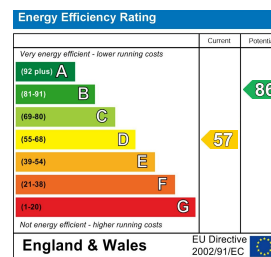 Energy Efficiency Rating
Current Potenti
Very energy efficient - lower running costs
(92 plus) A
(81-91) B
86
(69-80) C
(55-68) D 57
(39-54) E
(21-38) F
(1-20) G
Not energy efficient - higher running costs
England & Wales
EU Directive
2002/91/EC